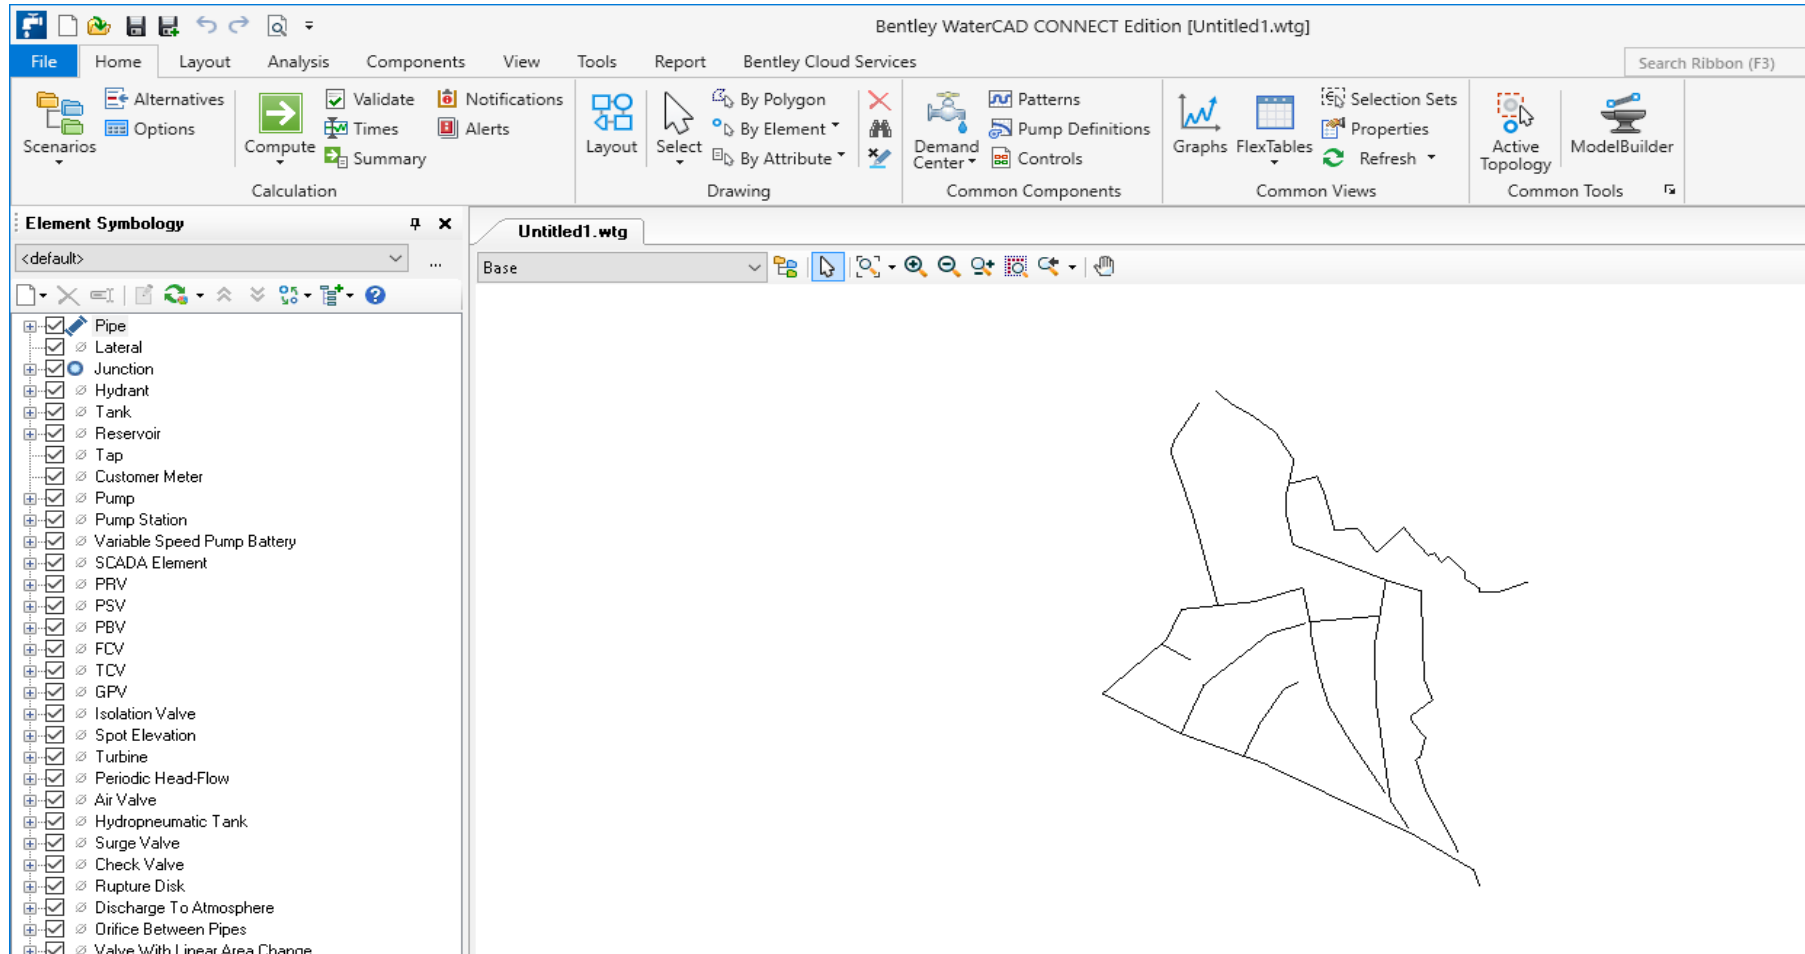 Bentley WaterCAD CONNECT Edition [Untitled1.wtg]
File Home Layout Analysis Components View Tools Report Bentley Cloud Services Search Ribbon (F3)
Scenarios
Alternatives
Options
Compute
Validate
Times
Summary
Notifications
Alerts
Calculation
Layout
Select
By Polygon
By Element
By Attribute
Drawing
Demand
Center
Patterns
Pump Definitions
Controls
Common Components
Graphs
FlexTables
Selection Sets
Properties
Refresh
Common Views
Active
Topology
ModelBuilder
Common Tools
Element Symbology
<default>
...
Pipe
Lateral
Junction
Hydrant
Tank
Reservoir
Tap
Customer Meter
Pump
Pump Station
Variable Speed Pump Battery
SCADA Element
PRV
PSV
PBV
FCV
TCV
GPV
Isolation Valve
Spot Elevation
Turbine
Periodic Head-Flow
Air Valve
Hydropneumatic Tank
Surge Valve
Check Valve
Rupture Disk
Discharge To Atmosphere
Orifice Between Pipes
Valve With Linear Area Change
Untitled1.wtg
Base